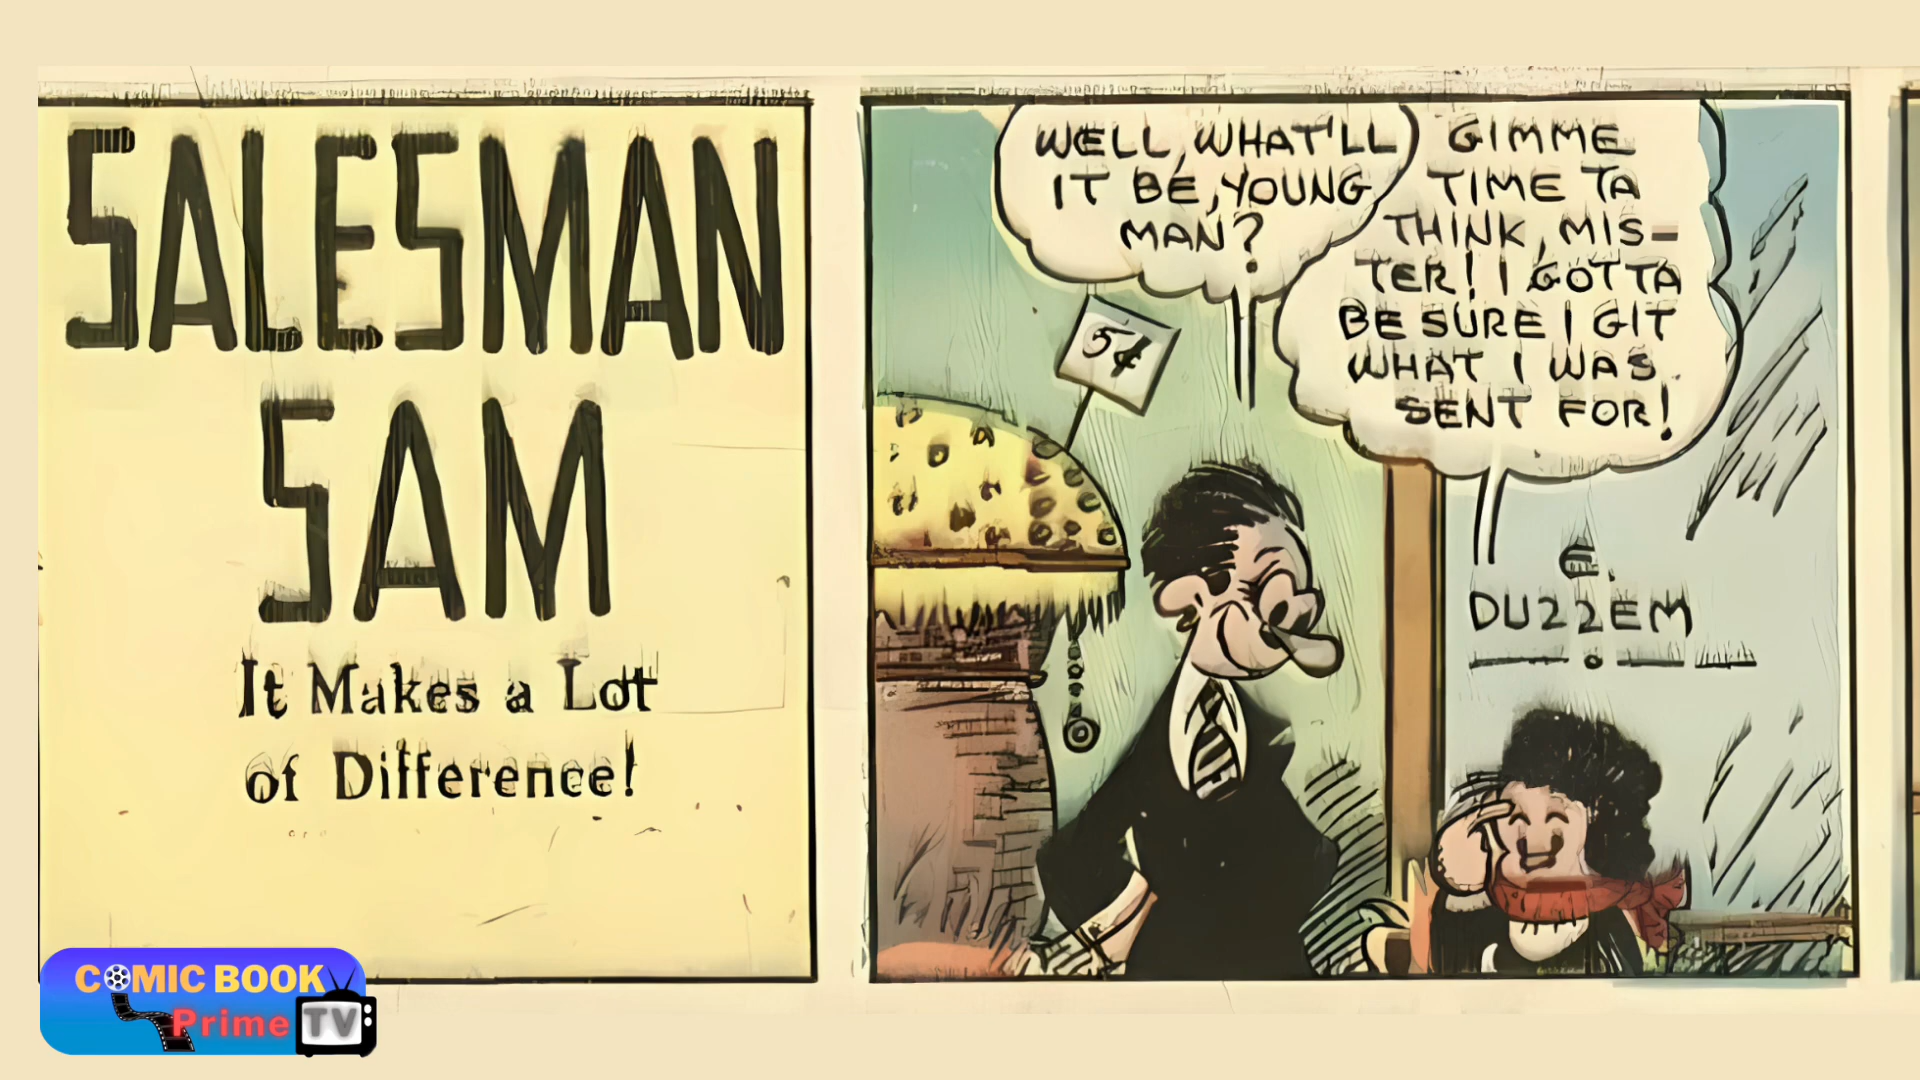 SALESMAN
SAM
It Makes a Lot
of Difference!
WELL, WHAT'LL
IT BE, YOUNG
MAN?
GIMME
TIME TA
THINK, MIS-
TER! I GOTTA
BE SURE I GIT
WHAT I WAS
SENT FOR!
5¢
E.
DUZZEM
COMIC BOOK
Prime TV